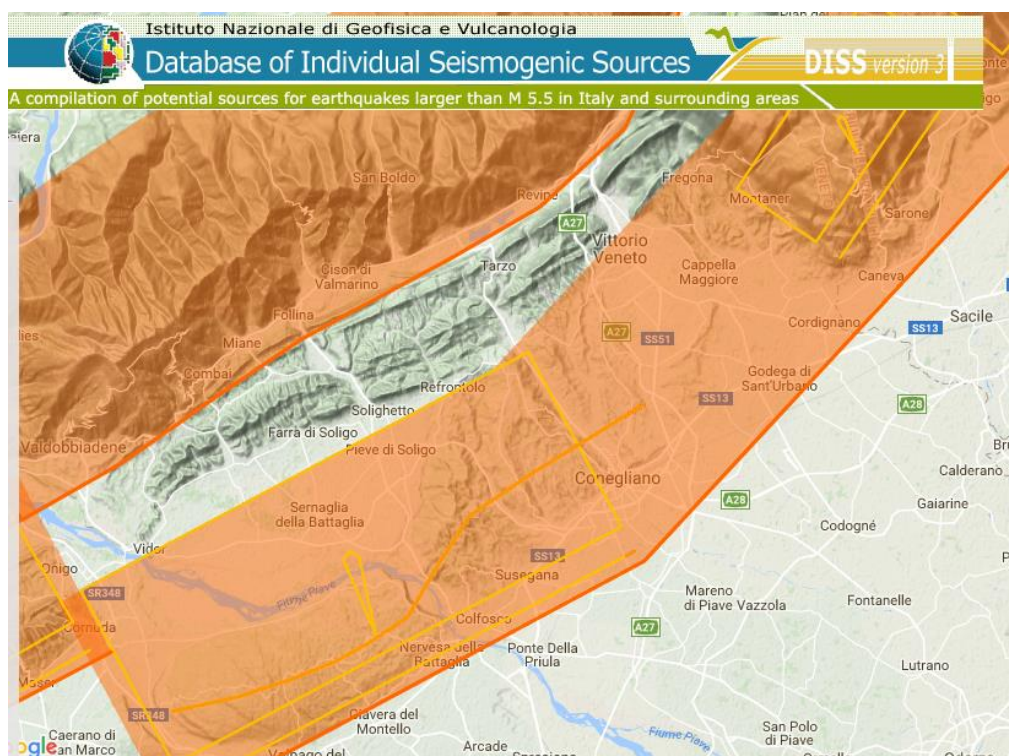 Istituto Nazionale di Geofisica e Vulcanologia
Database of Individual Seismogenic Sources
DISS version 3
A compilation of potential sources for earthquakes larger than M 5.5 in Italy and surrounding areas
San Boldo
Revine
Fregona
Montaner
Sarone
A27
Vittorio
Veneto
Tarzo
Cappella
Maggiore
Caneva
Cison di
Valmarino
Follina
Miane
Combai
Cordignano
SS13
Sacile
A27
SS51
Refrontolo
Godega di
Sant'Urbano
SS13
A28
Solighetto
Farra di Soligo
Pieve di Soligo
Valdobbiadene
Conegliano
Calderano
A28
Gaiarine
Sernaglia
della Battaglia
Codogné
Vidor
Onigo
SS13
Susegana
SR348
Fiume Piave
Mareno
di Piave
Vazzola
Fontanelle
Cornuda
Colfosco
A27
Nervesa della
Battaglia
Ponte Della
Priula
Lutrano
Maser
SR348
Giavera del
Montello
San Polo
di Piave
Fiume Piave
Caerano di
San Marco
Arcade
Volpago del